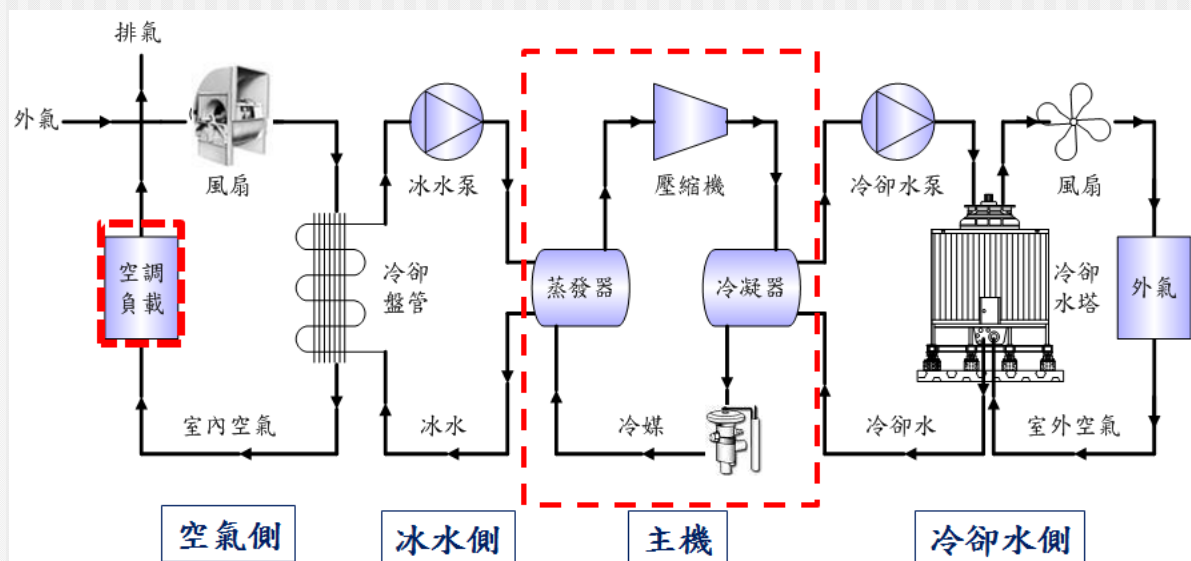 排氣
外氣
風扇
冰水泵
壓縮機
冷卻水泵
風扇
空調
負載
冷卻
盤管
蒸發器
冷凝器
冷卻
水塔
外氣
室內空氣
冰水
冷媒
冷卻水
室外空氣
空氣側
冰水側
主機
冷卻水側